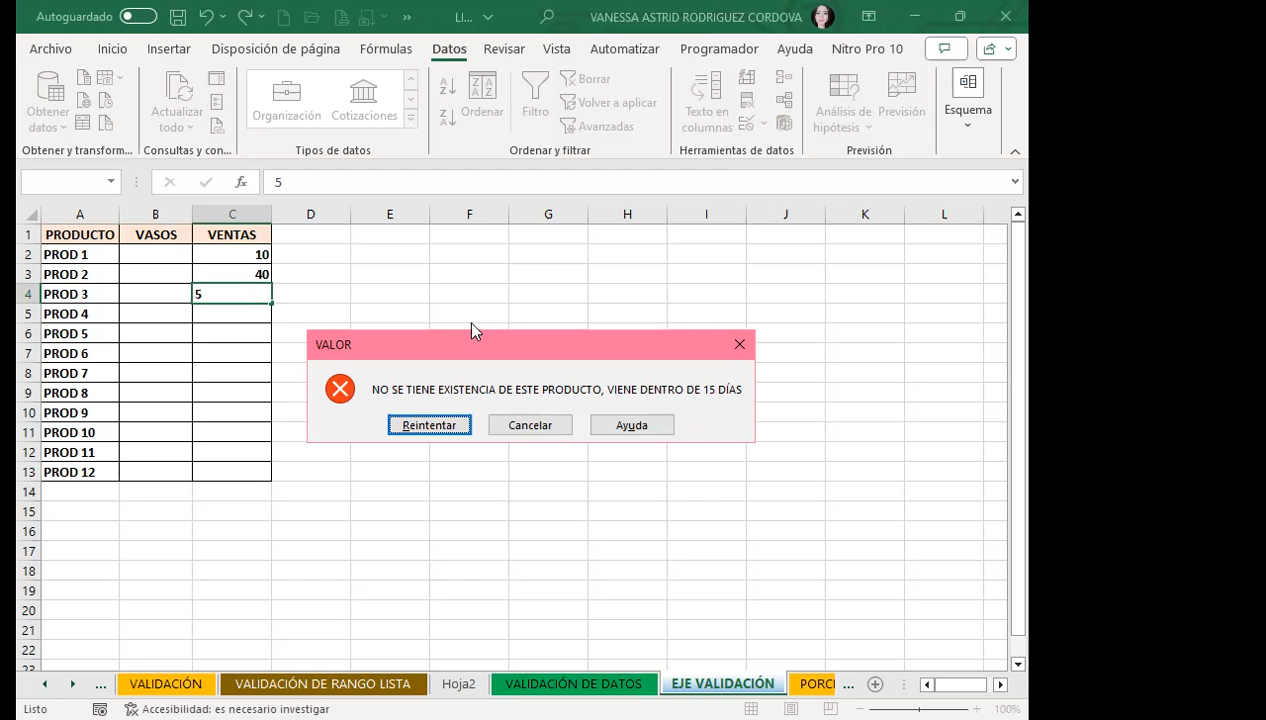 Autoguardado LI... VANESSA ASTRID RODRIGUEZ CORDOVA
Archivo Inicio Insertar Disposición de página Fórmulas Datos Revisar Vista Automatizar Programador Ayuda Nitro Pro 10
Obtener datos Actualizar todo Organización Cotizaciones Ordenar Filtro Borrar Volver a aplicar Avanzadas Texto en columnas Análisis de hipótesis Previsión Esquema
Obtener y transform... Consultas y con... Tipos de datos Ordenar y filtrar Herramientas de datos Previsión
fx 5
A B C D E F G H I J K L
1 PRODUCTO VASOS VENTAS
2 PROD 1 10
3 PROD 2 40
4 PROD 3 5
5 PROD 4
6 PROD 5
7 PROD 6
8 PROD 7
9 PROD 8
10 PROD 9
11 PROD 10
12 PROD 11
13 PROD 12
14
15
16
17
18
19
20
21
22
23
VALOR
NO SE TIENE EXISTENCIA DE ESTE PRODUCTO, VIENE DENTRO DE 15 DÍAS
Reintentar Cancelar Ayuda
... VALIDACIÓN VALIDACIÓN DE RANGO LISTA Hoja2 VALIDACIÓN DE DATOS EJE VALIDACIÓN PORCI ...
Listo Accesibilidad: es necesario investigar 100%